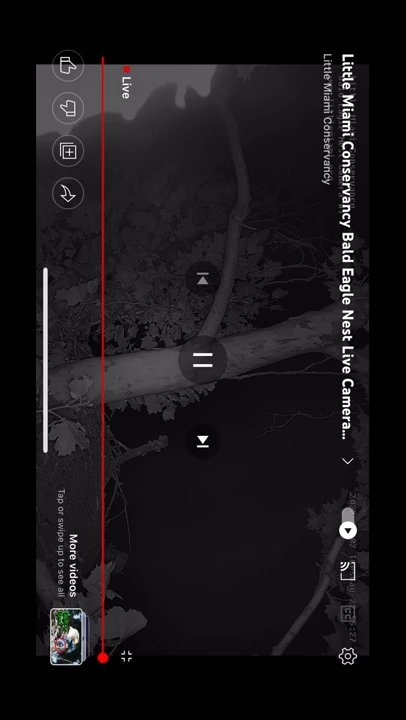 Little Miami Conservancy Bald Eagle Nest Live Camera...
Little Miami Conservancy
Live
More videos
Tap or swipe up to see all